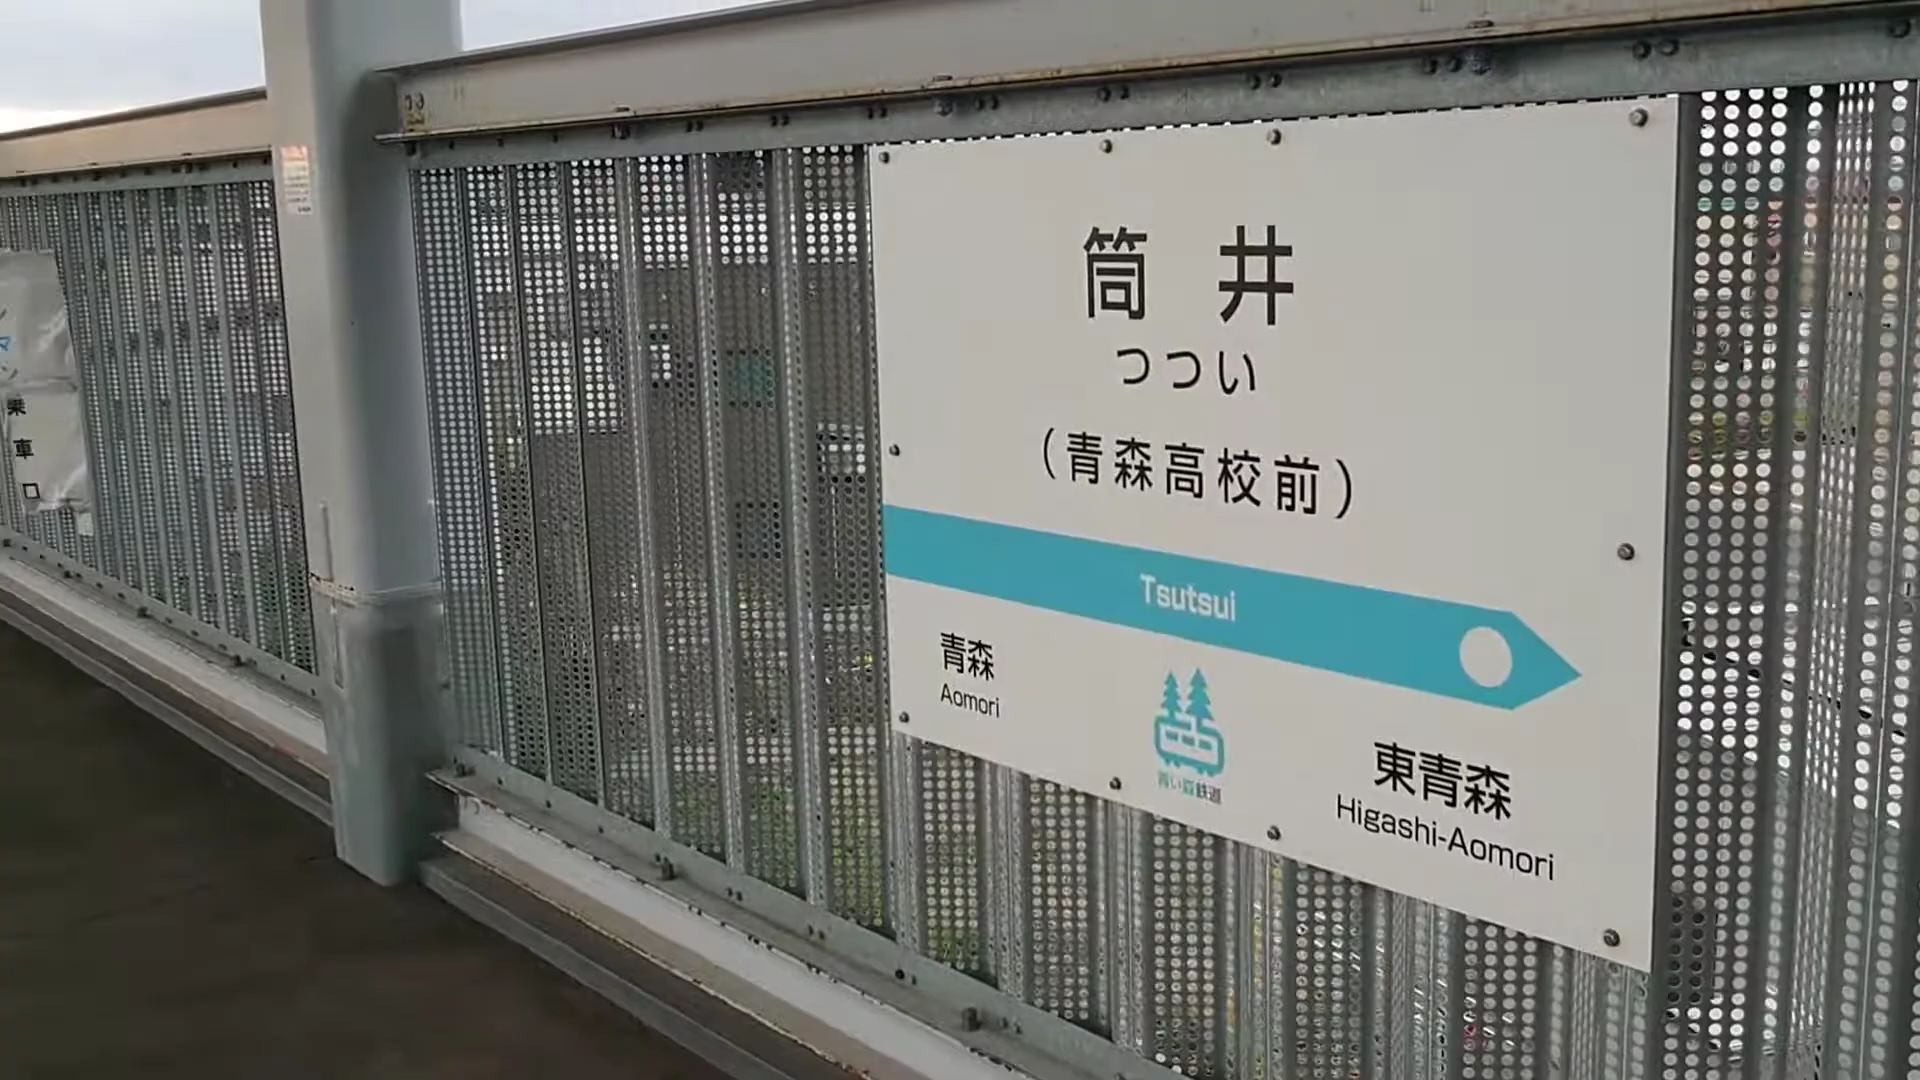 筒井
つつい
(青森高校前)
Tsutsui
青森
Aomori
青い森鉄道
東青森
Higashi-Aomori
乗車口